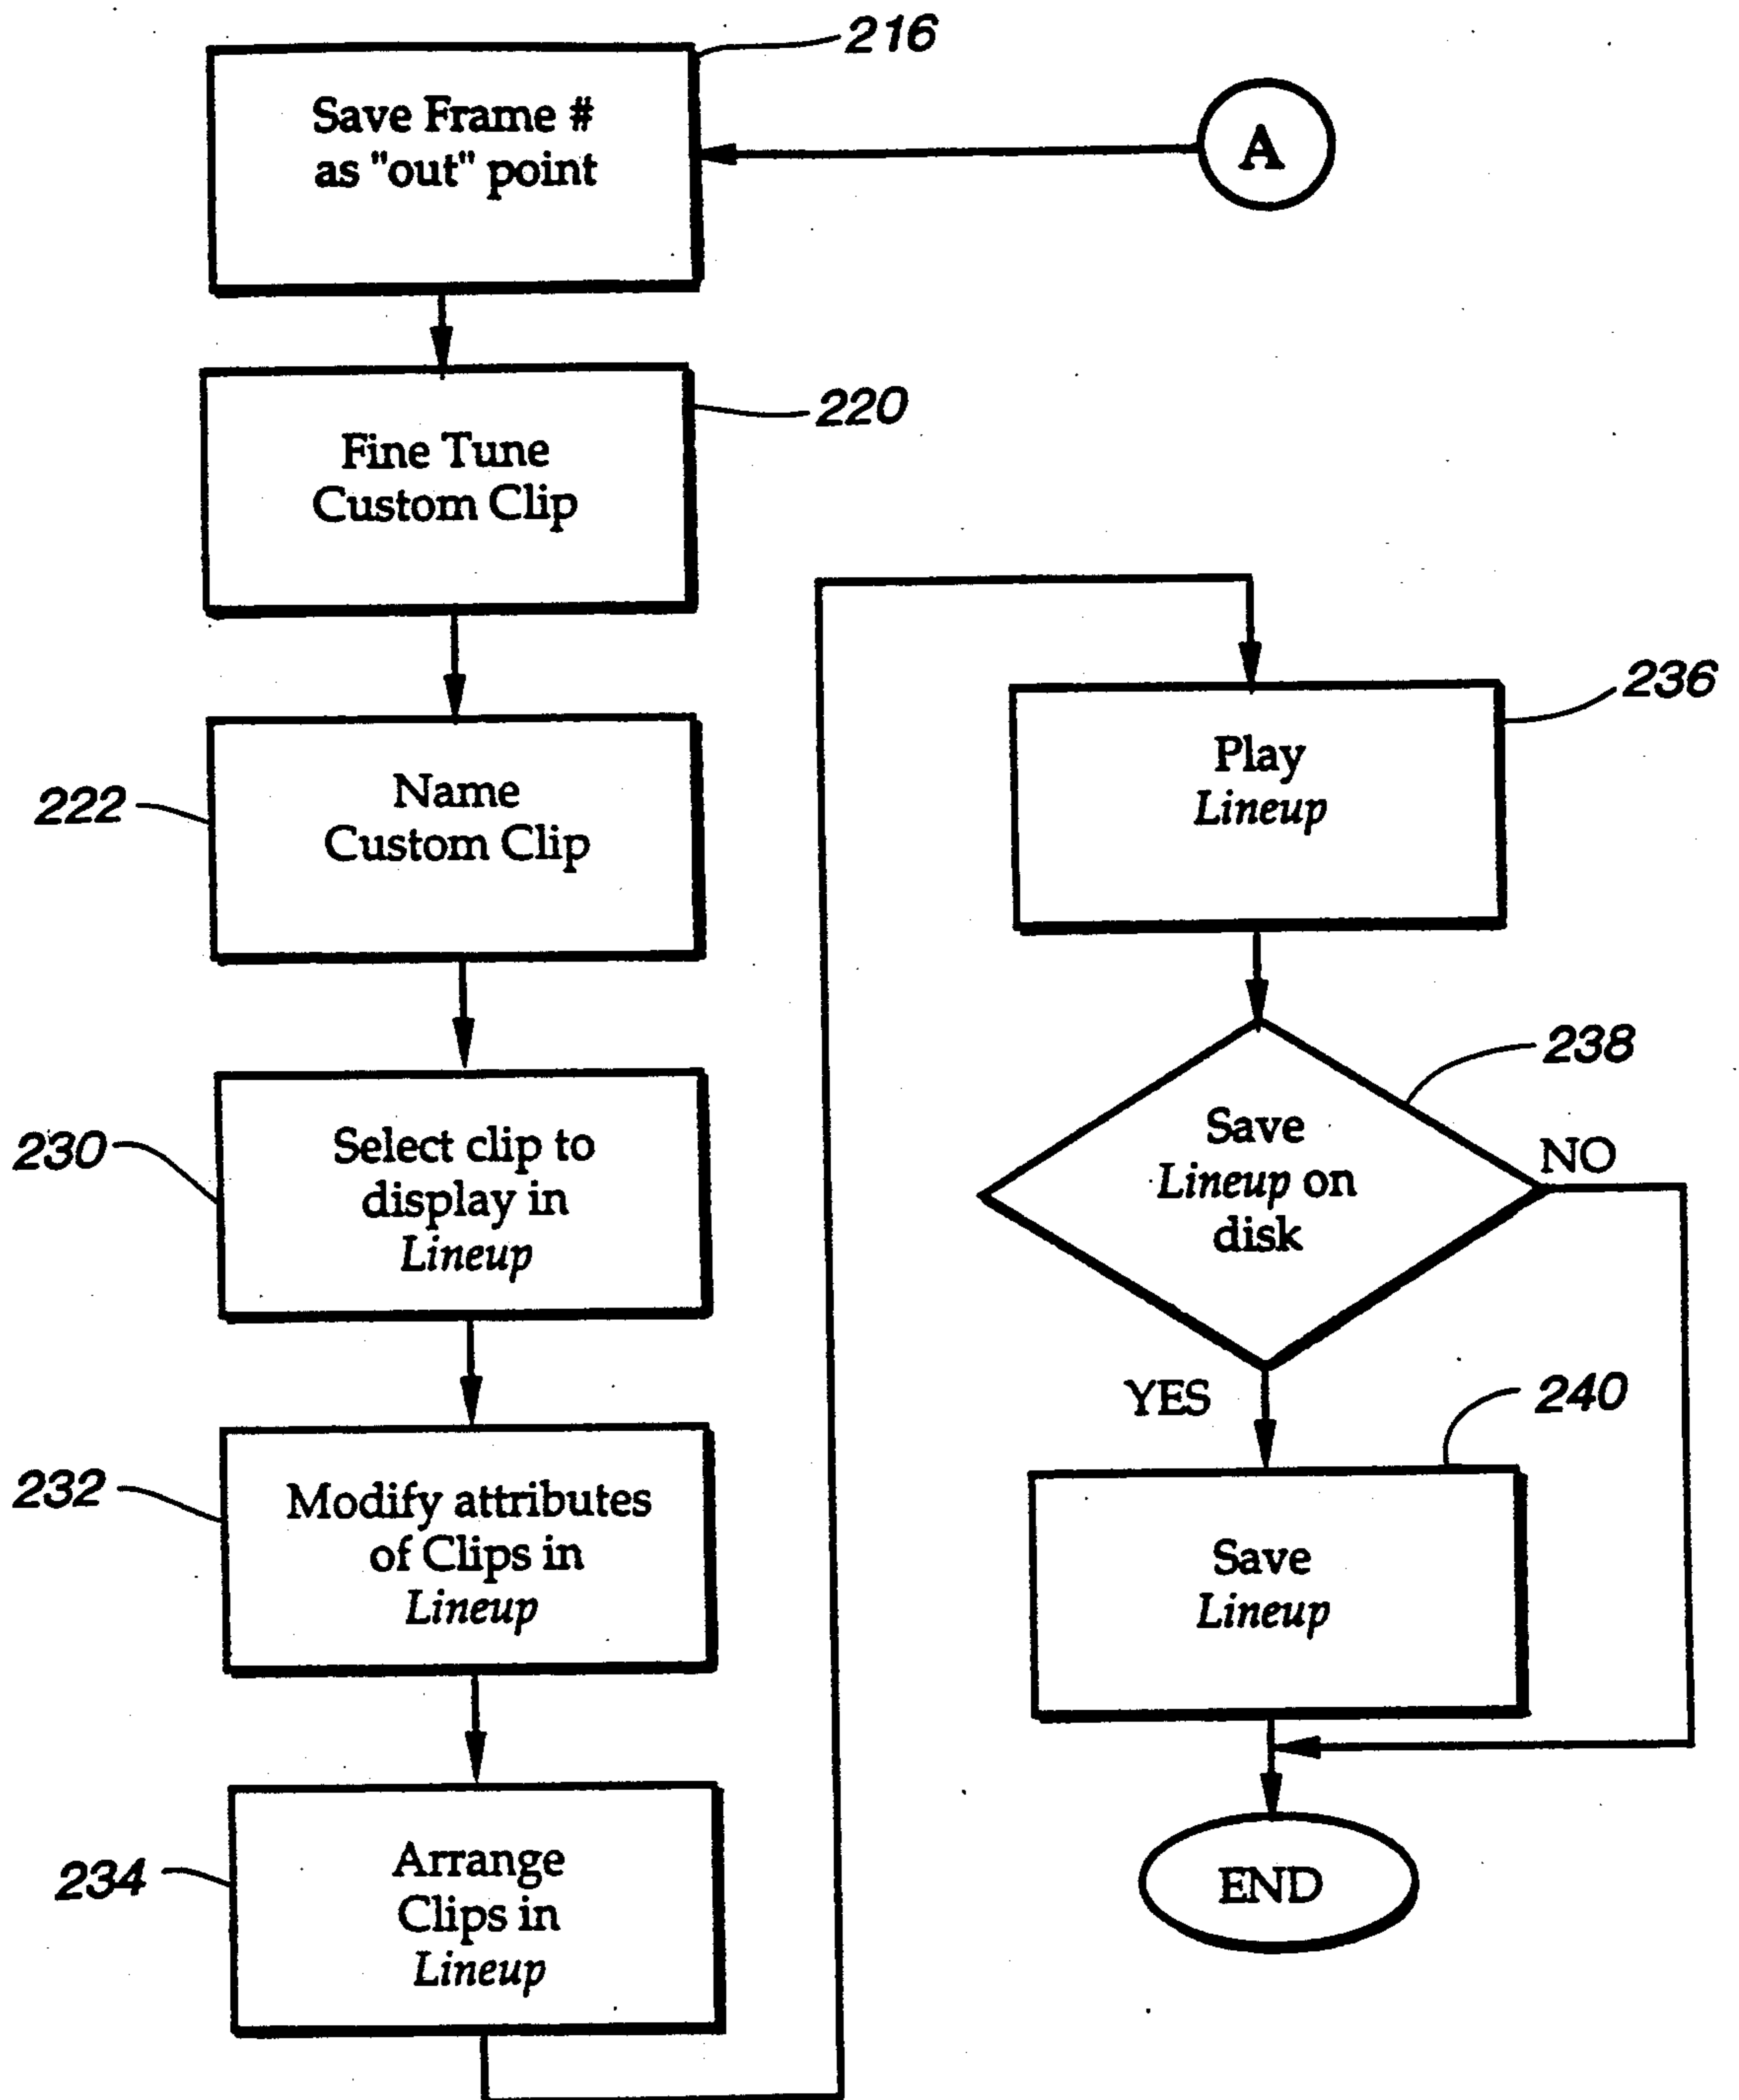 216
Save Frame #
as "out" point
A
220
Fine Tune
Custom Clip
222
Name
Custom Clip
230
Select clip to
display in
Lineup
232
Modify attributes
of Clips in
Lineup
234
Arrange
Clips in
Lineup
236
Play
Lineup
238
Save
Lineup on
disk
NO
YES
240
Save
Lineup
END